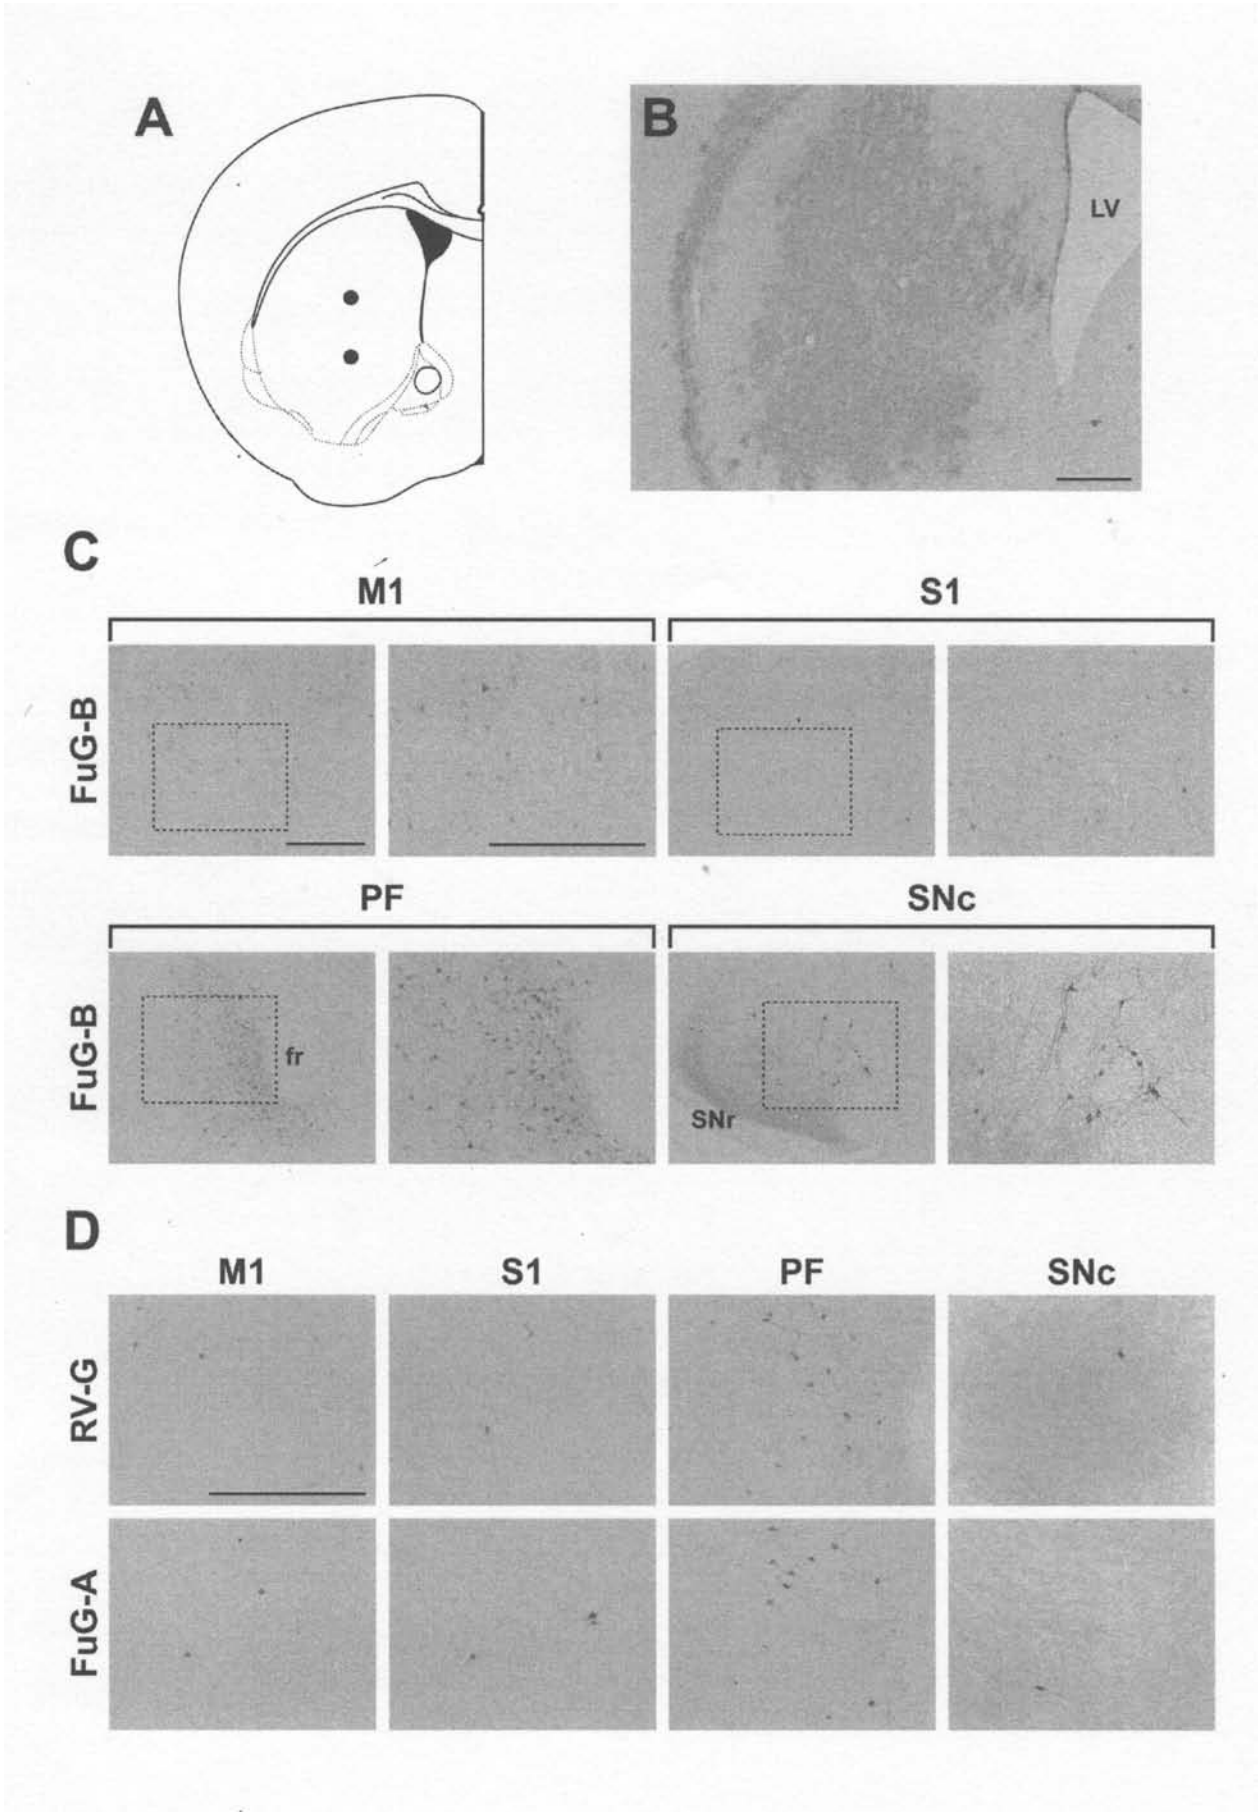 A
B
LV
C
M1 S1
FuG-B
PF SNc
FuG-B
fr
SNr
D
M1 S1 PF SNc
RV-G
FuG-A